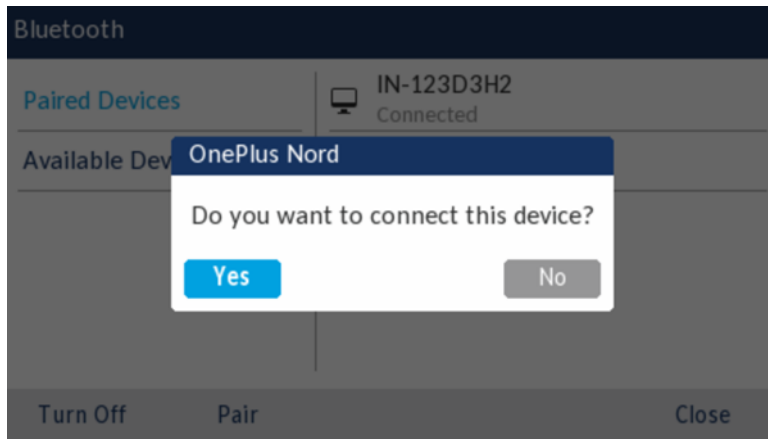 Bluetooth
Paired Devices
IN-123D3H2
Connected
Available Dev
OnePlus Nord
Do you want to connect this device?
Yes No
Turn Off Pair Close